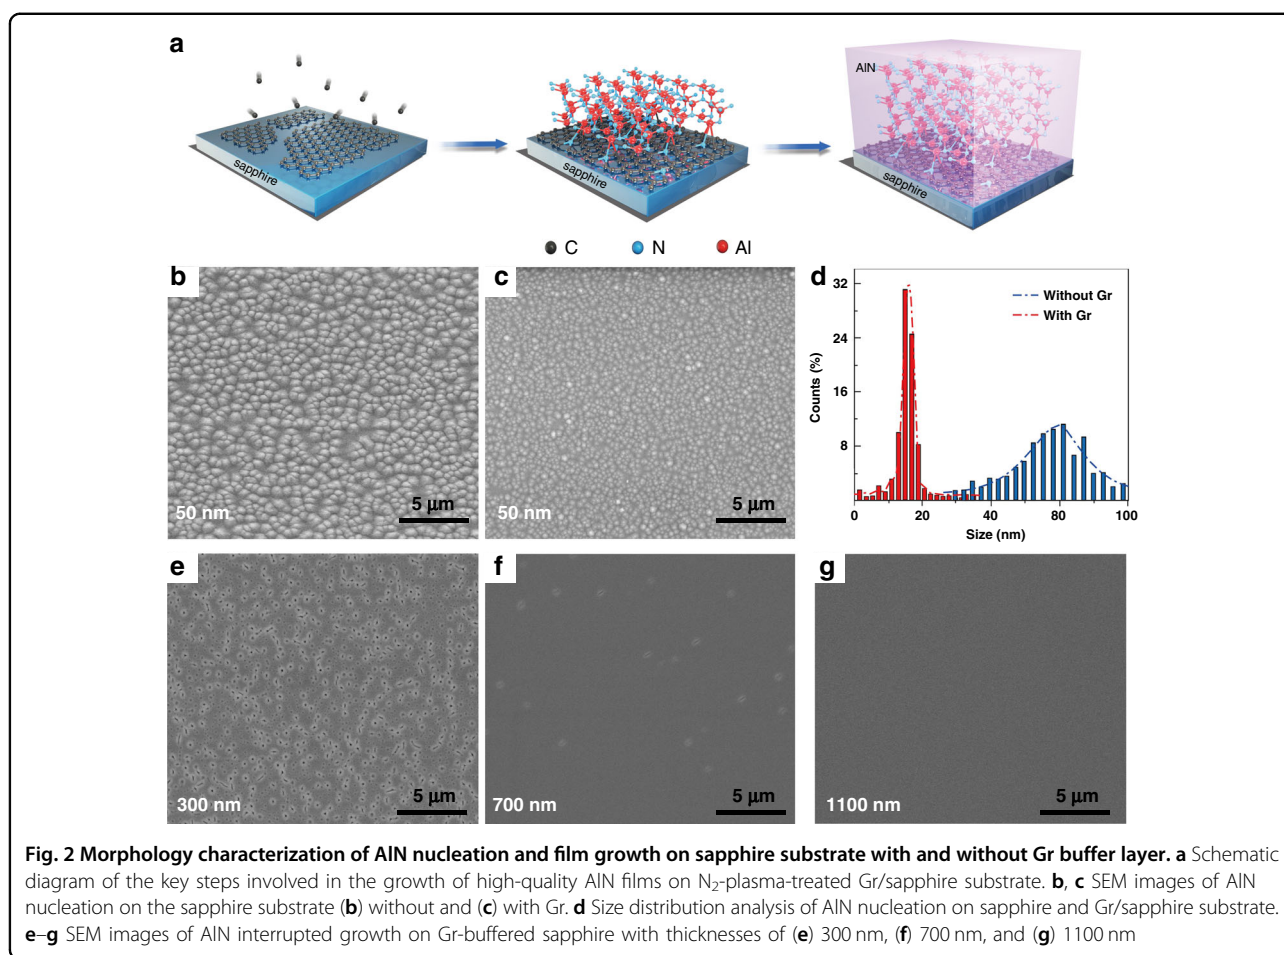 a
AlN
sapphire
sapphire
sapphire
C N Al
b
50 nm
5 μm
c
50 nm
5 μm
d
32
24
16
8
Counts (%)
Without Gr
With Gr
0 20 40 60 80 100
Size (nm)
e
300 nm
5 μm
f
700 nm
5 μm
g
1100 nm
5 μm
Fig. 2 Morphology characterization of AlN nucleation and film growth on sapphire substrate with and without Gr buffer layer. a Schematic
diagram of the key steps involved in the growth of high-quality AlN films on N₂-plasma-treated Gr/sapphire substrate. b, c SEM images of AlN
nucleation on the sapphire substrate (b) without and (c) with Gr. d Size distribution analysis of AlN nucleation on sapphire and Gr/sapphire substrate.
e–g SEM images of AlN interrupted growth on Gr-buffered sapphire with thicknesses of (e) 300 nm, (f) 700 nm, and (g) 1100 nm